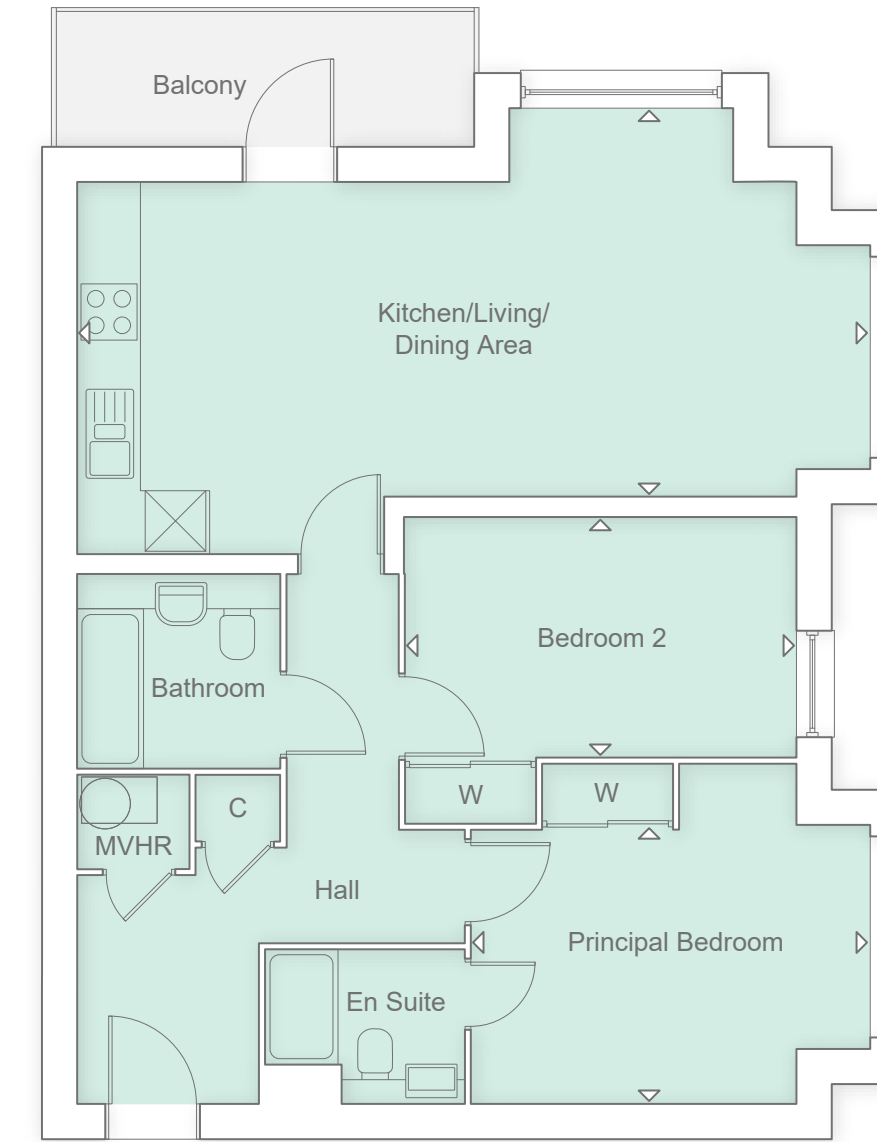 Balcony
Kitchen/Living/
Dining Area
Bedroom 2
Bathroom
W
W
C
MVHR
Hall
Principal Bedroom
En Suite